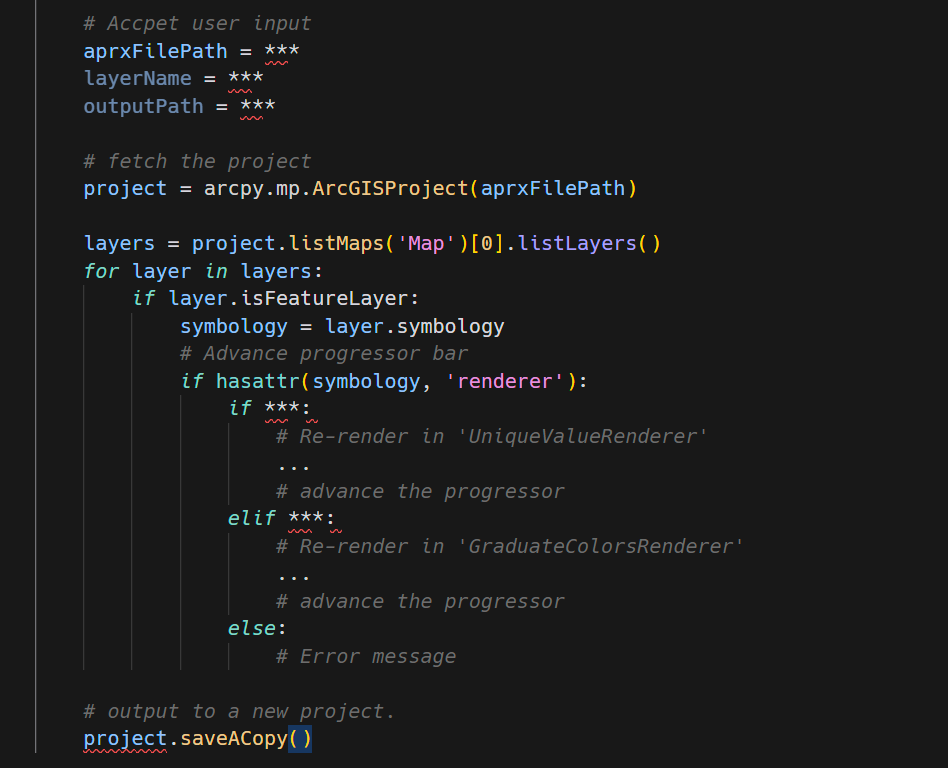 # Accpet user input
aprxFilePath = ***
layerName = ***
outputPath = ***
# fetch the project
project = arcpy.mp.ArcGISProject(aprxFilePath)
layers = project.listMaps('Map')[0].listLayers()
for layer in layers:
if layer.isFeatureLayer:
symbology = layer.symbology
# Advance progressor bar
if hasattr(symbology, 'renderer'):
if ***:
# Re-render in 'UniqueValueRenderer'
...
# advance the progressor
elif ***:
# Re-render in 'GraduateColorsRenderer'
...
# advance the progressor
else:
# Error message
# output to a new project.
project.saveACopy()